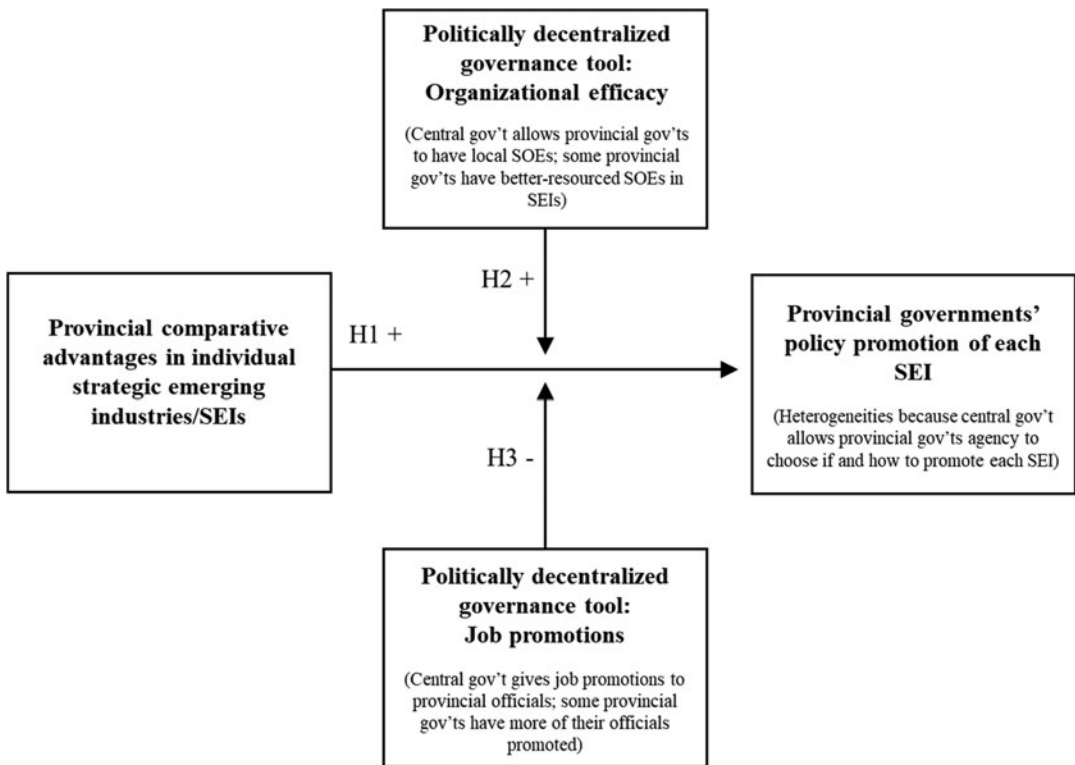 Politically decentralized
governance tool:
Organizational efficacy
(Central gov’t allows provincial gov’ts
to have local SOEs; some provincial
gov’ts have better-resourced SOEs in
SEIs)
H2 +
Provincial comparative
advantages in individual
strategic emerging
industries/SEIs
H1 +
Provincial governments’
policy promotion of each
SEI
(Heterogeneities because central gov’t
allows provincial gov’ts agency to
choose if and how to promote each SEI)
H3 -
Politically decentralized
governance tool:
Job promotions
(Central gov’t gives job promotions to
provincial officials; some provincial
gov’ts have more of their officials
promoted)